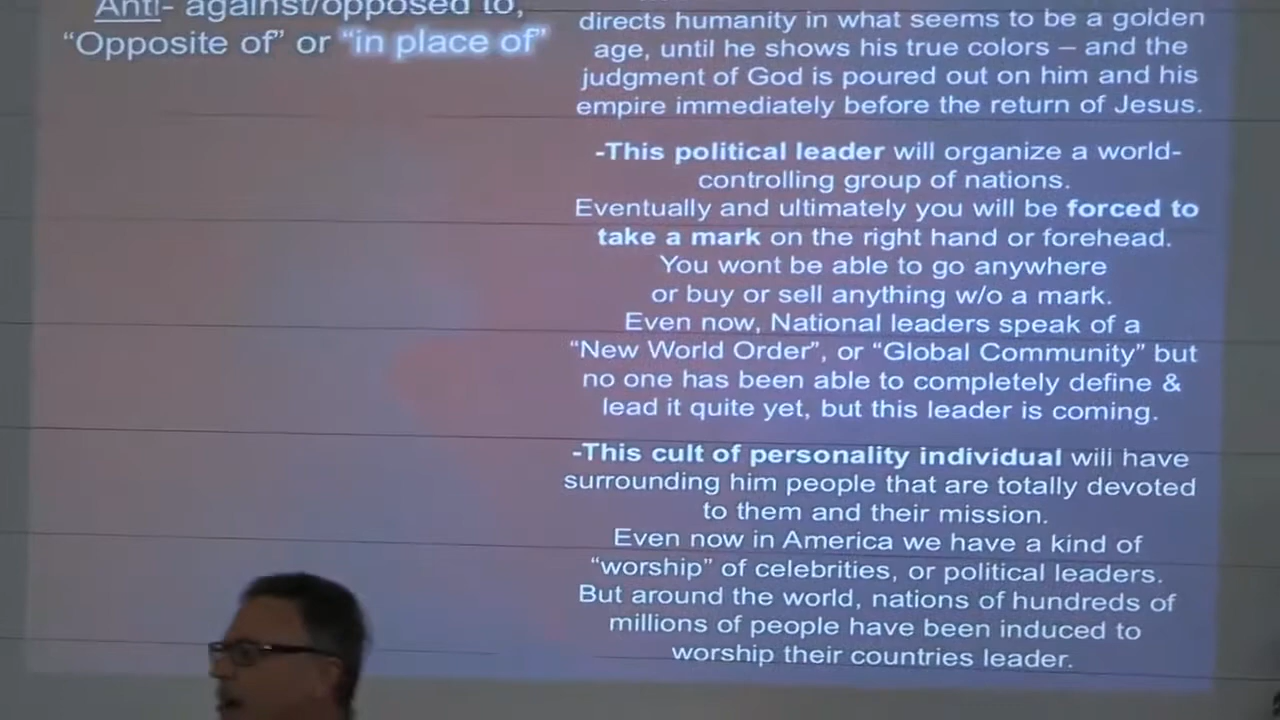 Anti- against/opposed to,
“Opposite of” or “in place of”
directs humanity in what seems to be a golden
age, until he shows his true colors – and the
judgment of God is poured out on him and his
empire immediately before the return of Jesus.
-This political leader will organize a world-
controlling group of nations.
Eventually and ultimately you will be forced to
take a mark on the right hand or forehead.
You wont be able to go anywhere
or buy or sell anything w/o a mark.
Even now, National leaders speak of a
“New World Order”, or “Global Community” but
no one has been able to completely define &
lead it quite yet, but this leader is coming.
-This cult of personality individual will have
surrounding him people that are totally devoted
to them and their mission.
Even now in America we have a kind of
“worship” of celebrities, or political leaders.
But around the world, nations of hundreds of
millions of people have been induced to
worship their countries leader.